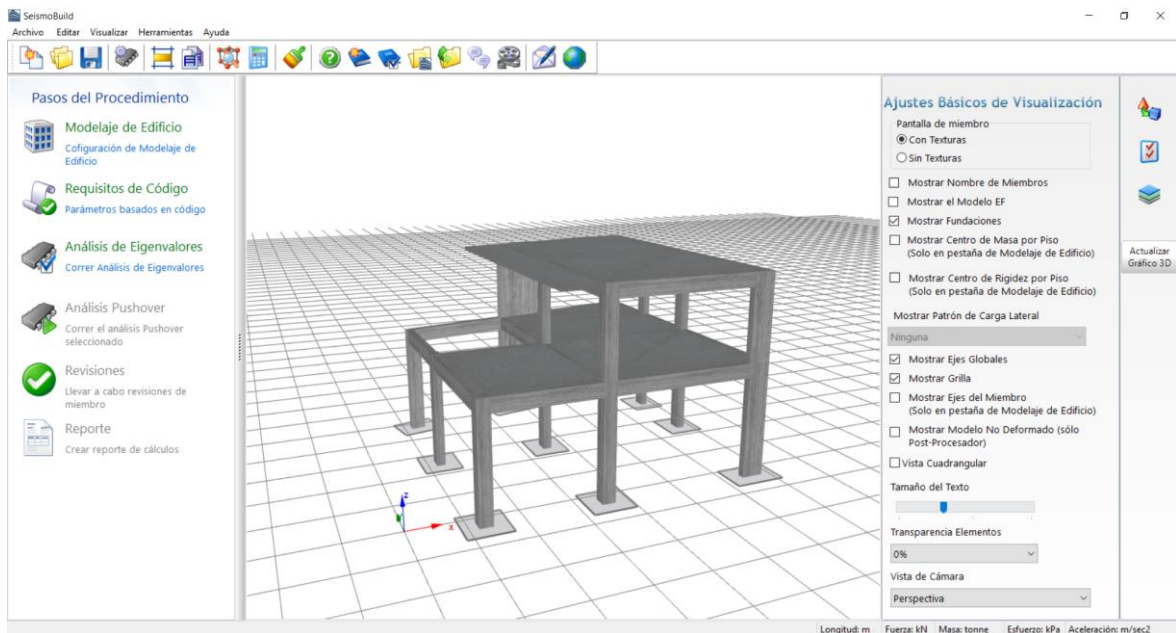 SeismoBuild
Archivo Editar Visualizar Herramientas Ayuda
Pasos del Procedimiento
Modelaje de Edificio
Cofiguración de Modelaje de
Edificio
Requisitos de Código
Parámetros basados en código
Análisis de Eigenvalores
Correr Análisis de Eigenvalores
Análisis Pushover
Correr el análisis Pushover
seleccionado
Revisiones
Llevar a cabo revisiones de
miembro
Reporte
Crear reporte de cálculos
z
x
Ajustes Básicos de Visualización
Pantalla de miembro
Con Texturas
Sin Texturas
Mostrar Nombre de Miembros
Mostrar el Modelo EF
Mostrar Fundaciones
Mostrar Centro de Masa por Piso
(Solo en pestaña de Modelaje de Edificio)
Mostrar Centro de Rigidez por Piso
(Solo en pestaña de Modelaje de Edificio)
Mostrar Patrón de Carga Lateral
Ninguna
Mostrar Ejes Globales
Mostrar Grilla
Mostrar Ejes del Miembro
(Solo en pestaña de Modelaje de Edificio)
Mostrar Modelo No Deformado (sólo
Post-Procesador)
Vista Cuadrangular
Tamaño del Texto
Transparencia Elementos
0%
Vista de Cámara
Perspectiva
Actualizar
Gráfico 3D
Longitud: m Fuerza: kN Masa: tonne Esfuerzo: kPa Aceleración: m/sec2